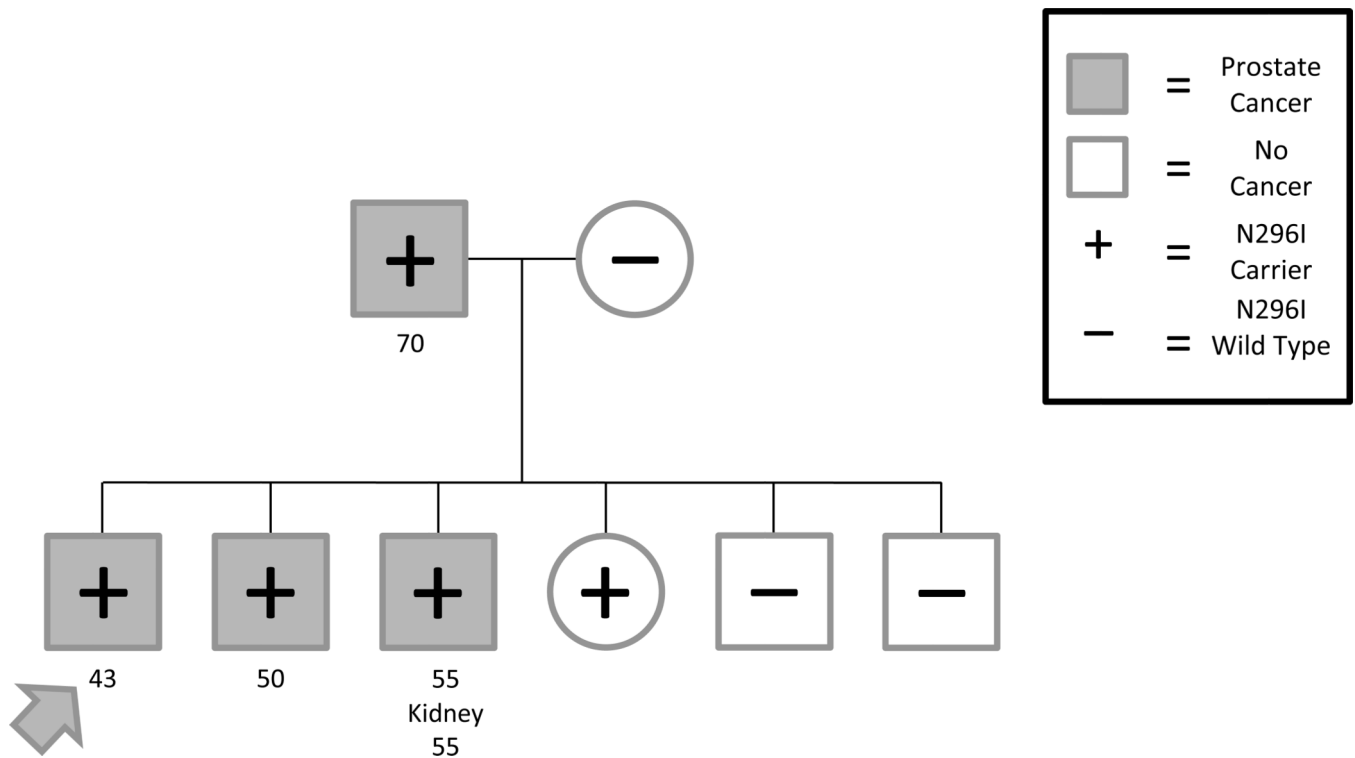 Prostate
=
Cancer
No
=
Cancer
N296I
+ =
Carrier
N296I
− = Wild Type
+ −
70
+ + + + − −
43 50 55
Kidney
55